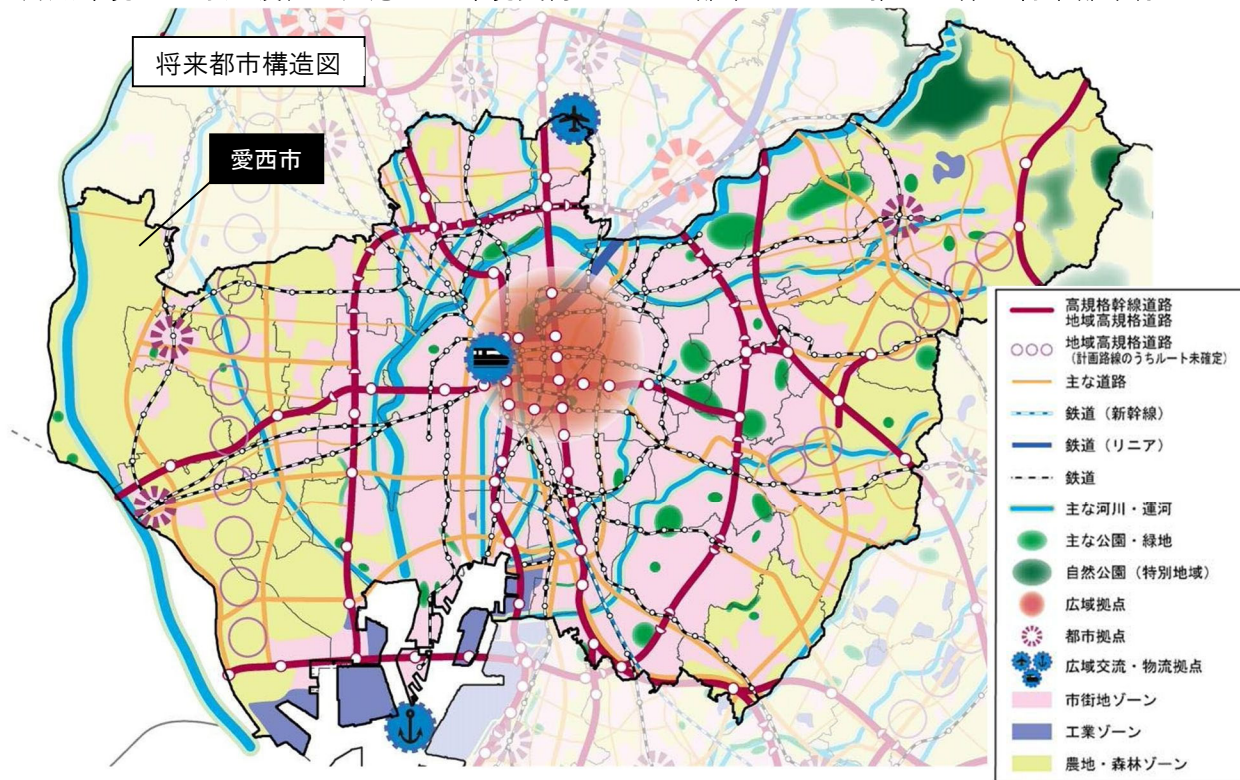 将来都市構造図
愛西市
高規格幹線道路
地域高規格道路
地域高規格道路
（計画路線のうちルート未確定）
主な道路
鉄道（新幹線）
鉄道（リニア）
鉄道
主な河川・運河
主な公園・緑地
自然公園（特別地域）
広域拠点
都市拠点
広域交流・物流拠点
市街地ゾーン
工業ゾーン
農地・森林ゾーン